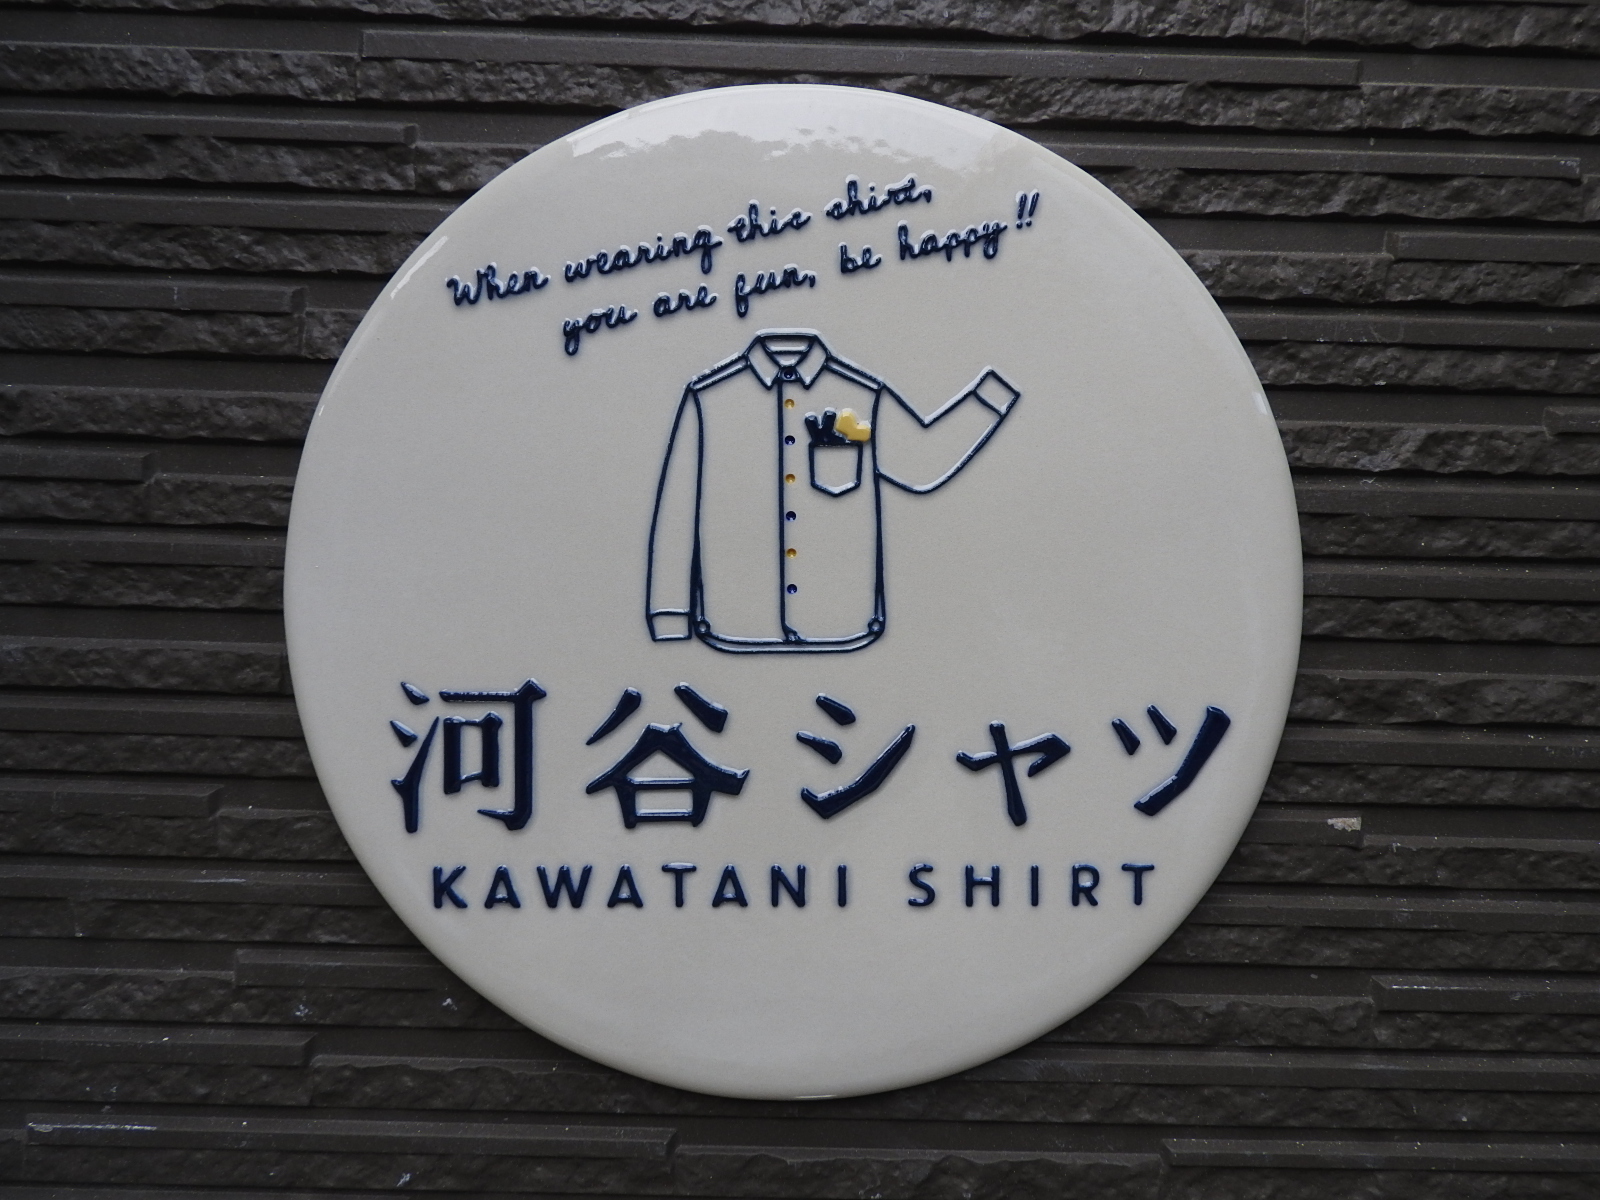 When wearing this shirt,
you are fun, be happy!!
河谷シャツ
KAWATANI SHIRT